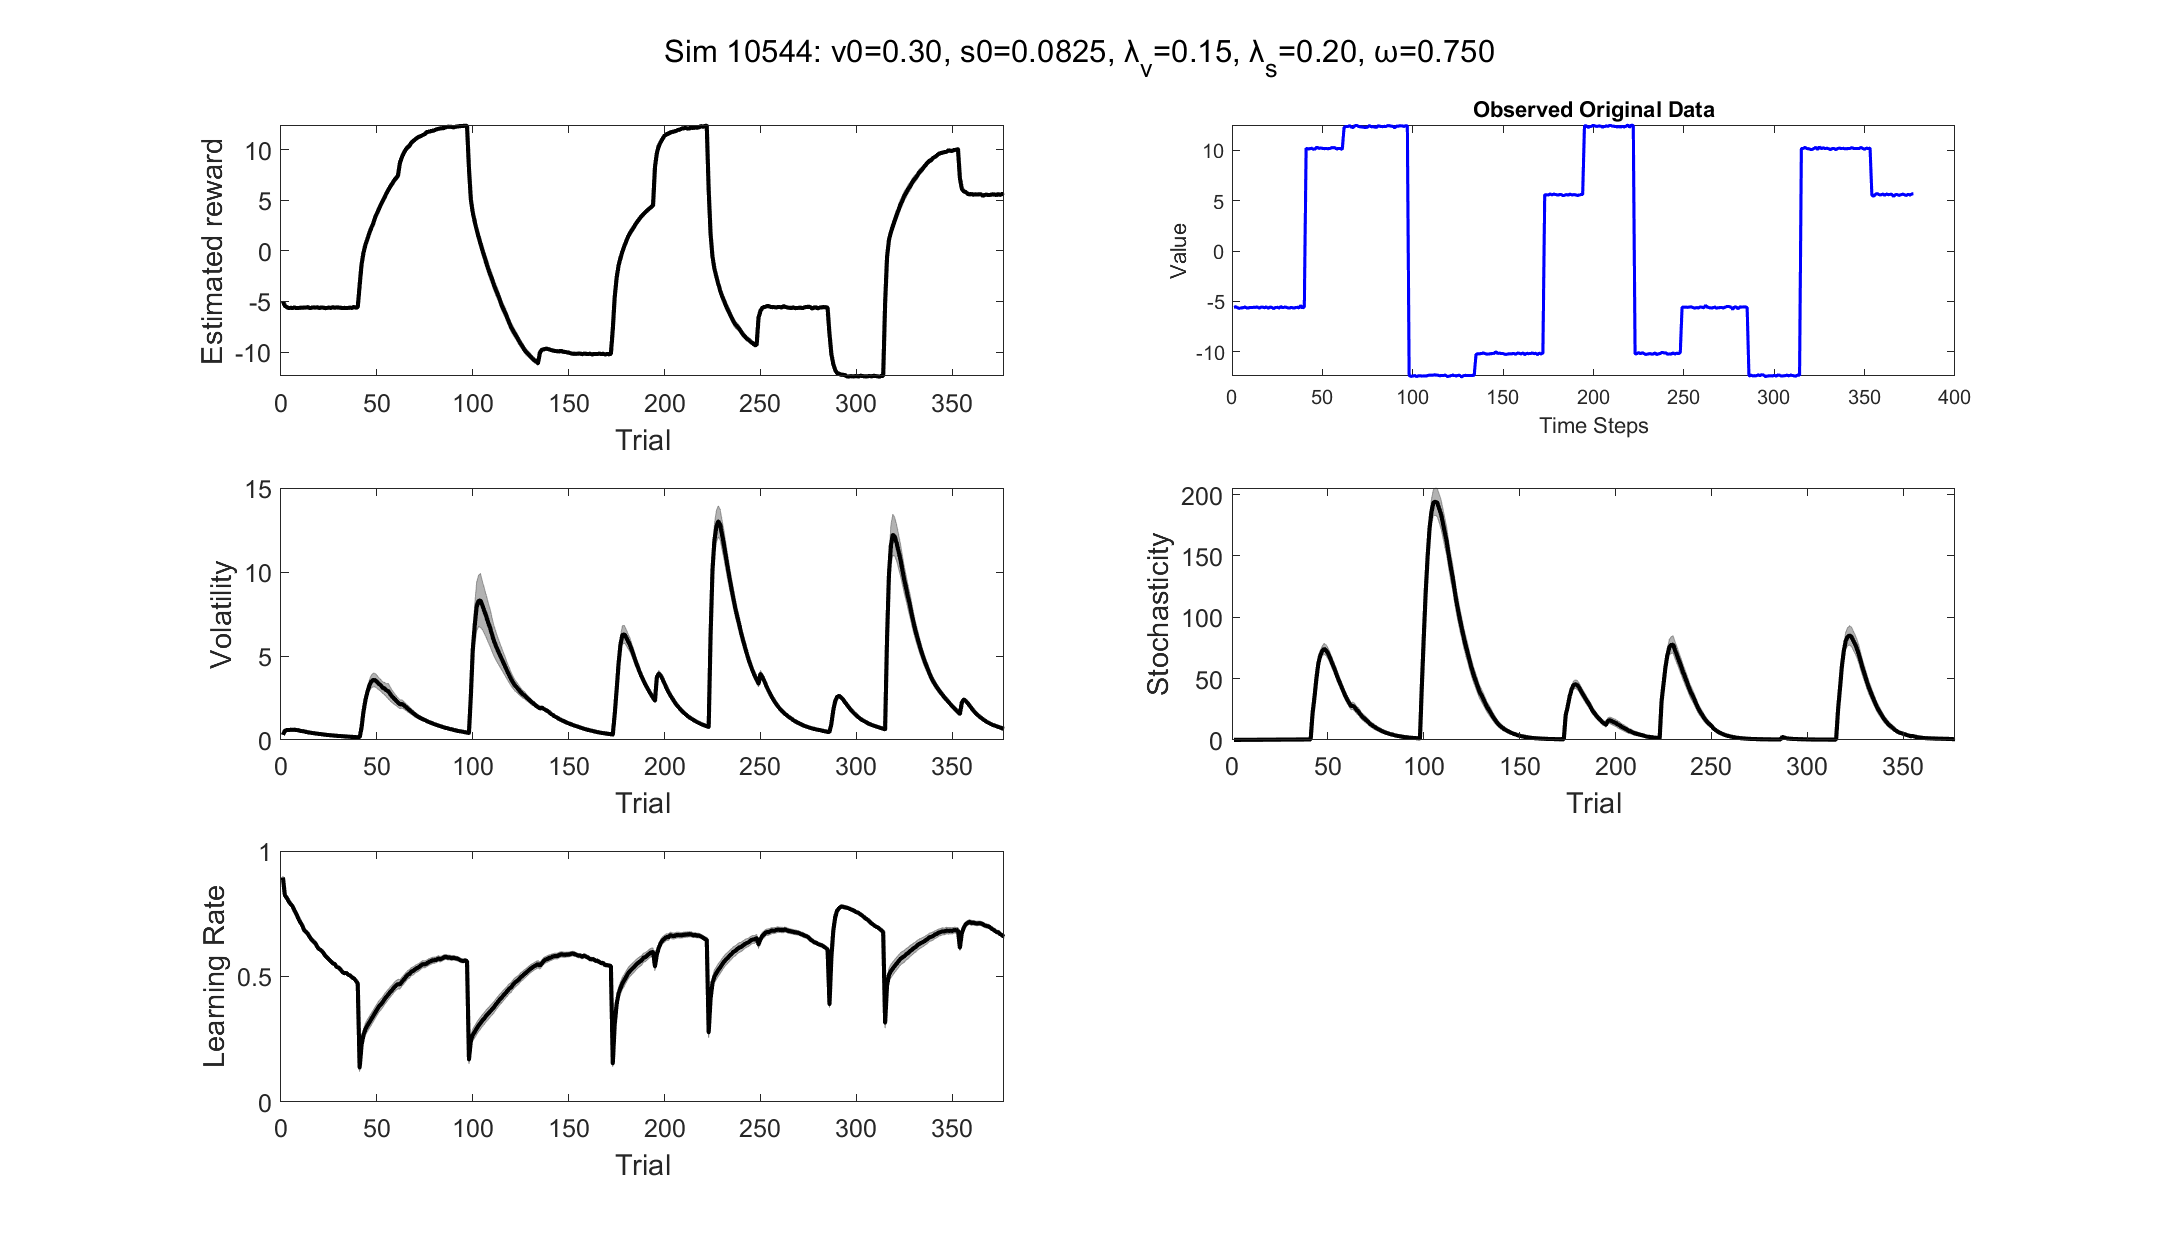 Sim 10544: v0=0.30, s0=0.0825, λ_v=0.15, λ_s=0.20, ω=0.750
Estimated reward
10
5
0
-5
-10
0 50 100 150 200 250 300 350
Trial
Observed Original Data
Value
10
5
0
-5
-10
0 50 100 150 200 250 300 350 400
Time Steps
Volatility
15
10
5
0
0 50 100 150 200 250 300 350
Trial
Stochasticity
200
150
100
50
0
0 50 100 150 200 250 300 350
Trial
Learning Rate
1
0.5
0
0 50 100 150 200 250 300 350
Trial